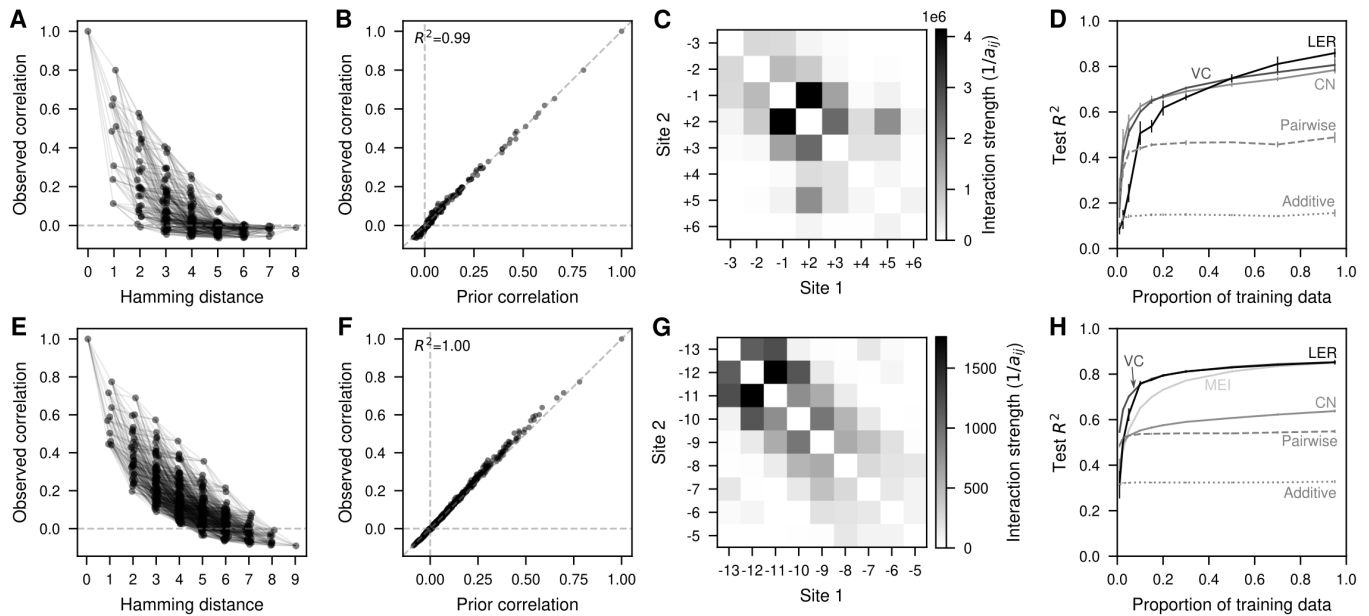 A
Observed correlation
1.0
0.8
0.6
0.4
0.2
0.0
0 1 2 3 4 5 6 7 8
Hamming distance
B
R²=0.99
Observed correlation
1.0
0.8
0.6
0.4
0.2
0.0
0.00 0.25 0.50 0.75 1.00
Prior correlation
C
Site 2
-3
-2
-1
+2
+3
+4
+5
+6
-3 -2 -1 +2 +3 +4 +5 +6
Site 1
1e6
4
3
2
1
0
Interaction strength (1/a_ij)
D
Test R²
1.0
0.8
0.6
0.4
0.2
0.0
LER
VC
CN
Pairwise
Additive
0.0 0.2 0.4 0.6 0.8 1.0
Proportion of training data
E
Observed correlation
1.0
0.8
0.6
0.4
0.2
0.0
0 1 2 3 4 5 6 7 8 9
Hamming distance
F
R²=1.00
Observed correlation
1.0
0.8
0.6
0.4
0.2
0.0
0.00 0.25 0.50 0.75 1.00
Prior correlation
G
Site 2
-13
-12
-11
-10
-9
-8
-7
-6
-5
-13 -12 -11 -10 -9 -8 -7 -6 -5
Site 1
1500
1000
500
0
Interaction strength (1/a_ij)
H
Test R²
1.0
0.8
0.6
0.4
0.2
0.0
VC
LER
MEI
CN
Pairwise
Additive
0.0 0.2 0.4 0.6 0.8 1.0
Proportion of training data